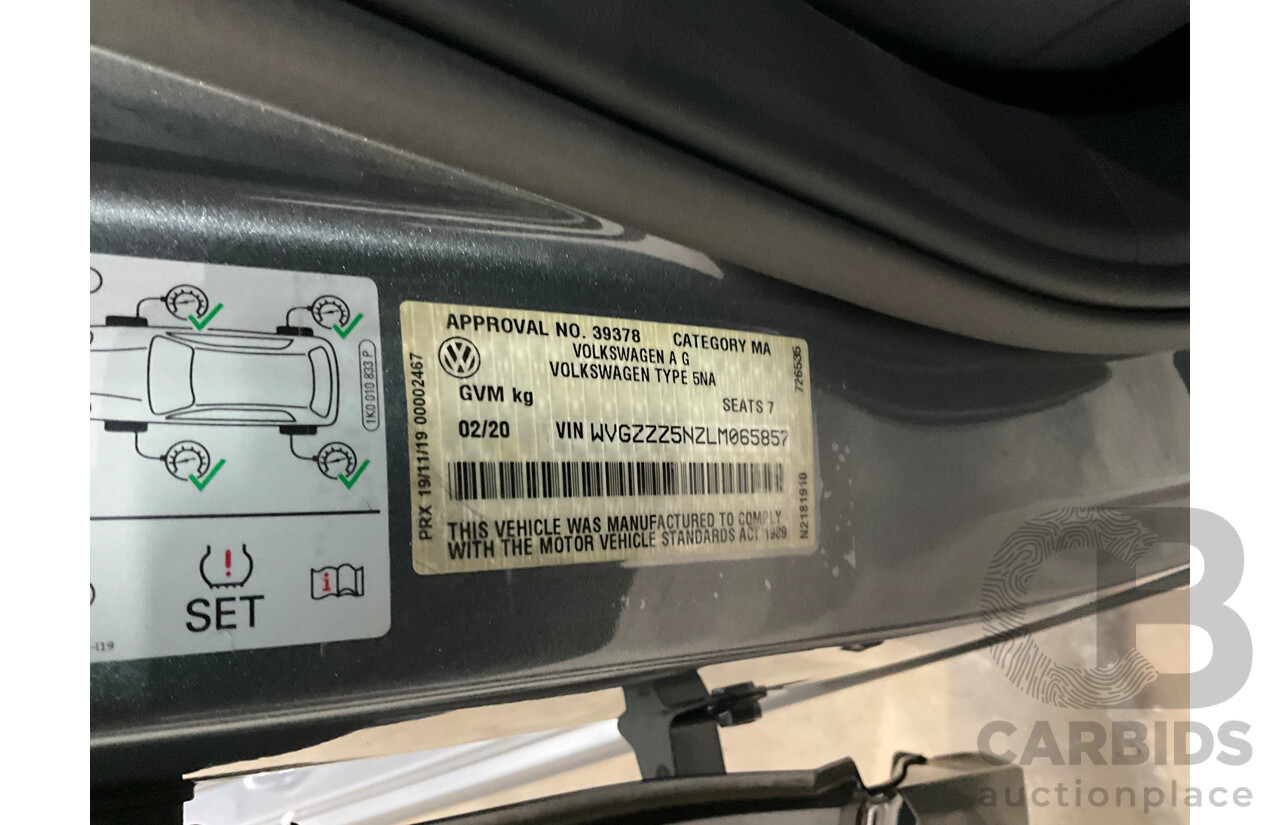 1K0 010 833 P
SET
-I19
PRX 19/11/19 00002467
APPROVAL NO. 39378 CATEGORY MA
VOLKSWAGEN A G
VOLKSWAGEN TYPE 5NA
GVM kg
SEATS 7
02/20 VIN WVGZZZ5NZLM065857
THIS VEHICLE WAS MANUFACTURED TO COMPLY
WITH THE MOTOR VEHICLE STANDARDS ACT 1989
726535
N2181910
CARBIDS
auctionplace